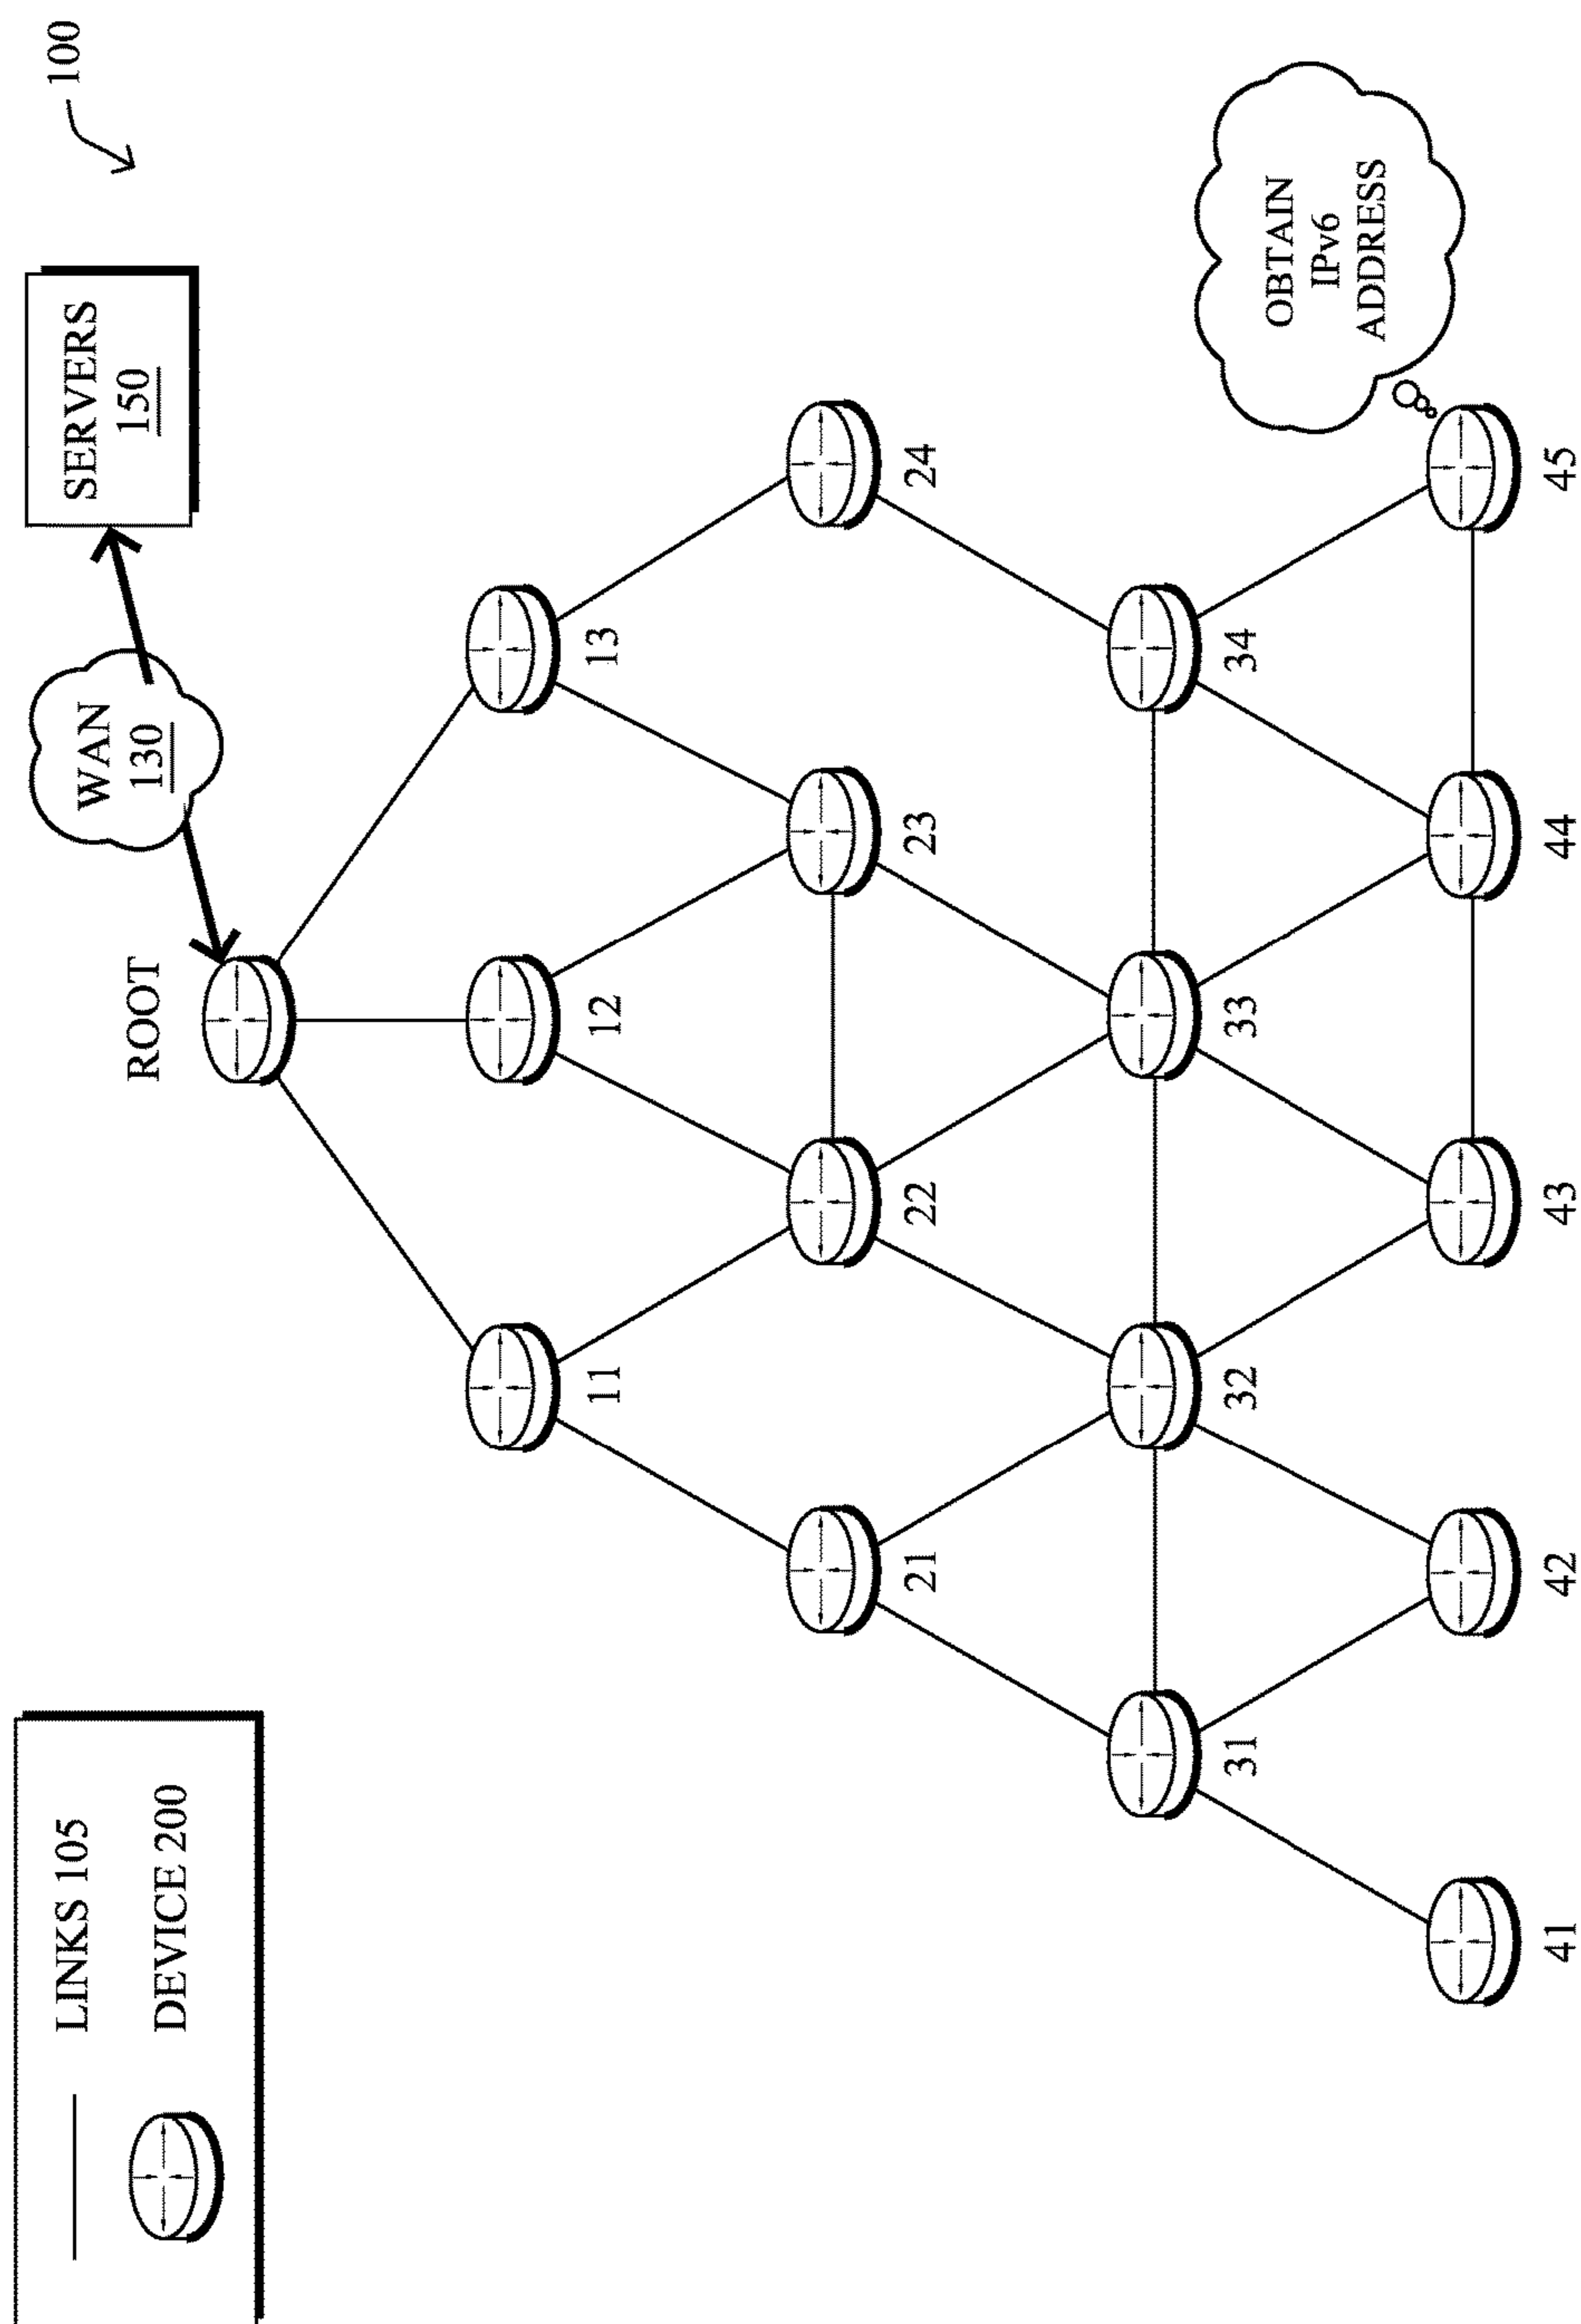 LINKS 105
DEVICE 200
100
SERVERS
150
WAN
130
ROOT
11
12
13
21
22
23
24
31
32
33
34
41
42
43
44
45
OBTAIN
IPv6
ADDRESS